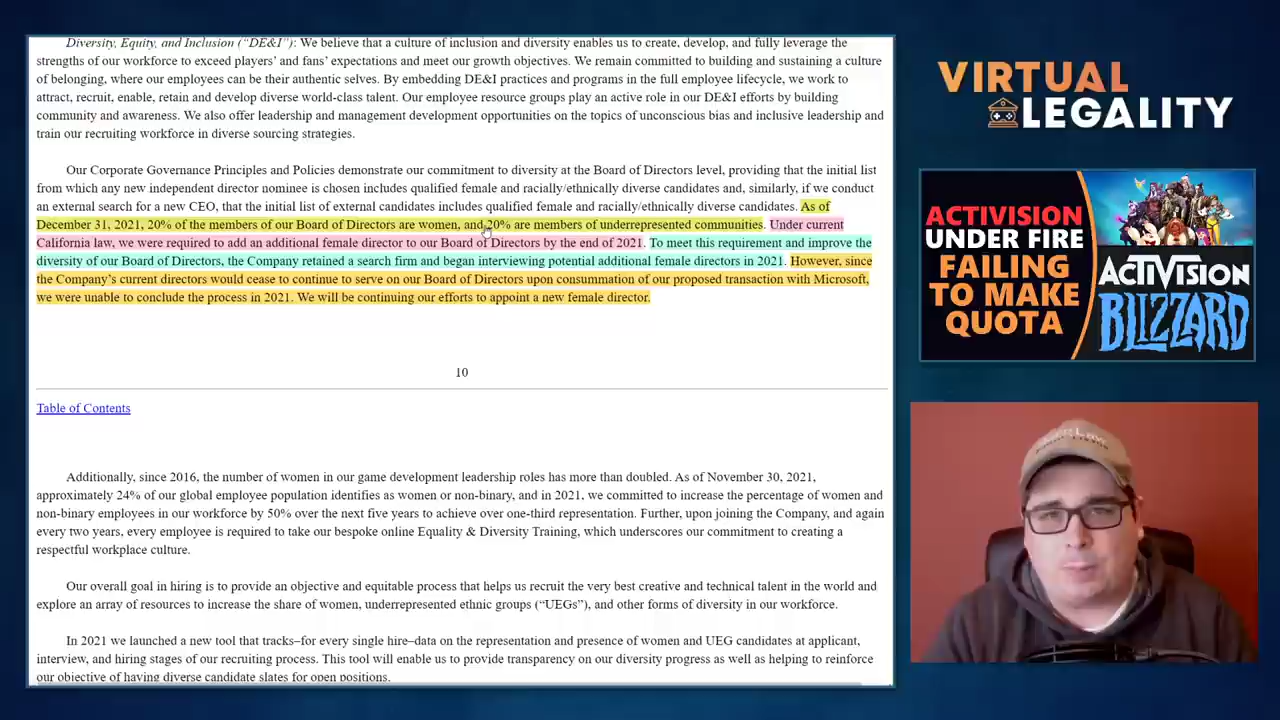 Diversity, Equity, and Inclusion (“DE&I”): We believe that a culture of inclusion and diversity enables us to create, develop, and fully leverage the
strengths of our workforce to exceed players’ and fans’ expectations and meet our growth objectives. We remain committed to building and sustaining a culture
of belonging, where our employees can be their authentic selves. By embedding DE&I practices and programs in the full employee lifecycle, we work to
attract, recruit, enable, retain and develop diverse world-class talent. Our employee resource groups play an active role in our DE&I efforts by building
community and awareness. We also offer leadership and management development opportunities on the topics of unconscious bias and inclusive leadership and
train our recruiting workforce in diverse sourcing strategies.
Our Corporate Governance Principles and Policies demonstrate our commitment to diversity at the Board of Directors level, providing that the initial list
from which any new independent director nominee is chosen includes qualified female and racially/ethnically diverse candidates and, similarly, if we conduct
an external search for a new CEO, that the initial list of external candidates includes qualified female and racially/ethnically diverse candidates. As of
December 31, 2021, 20% of the members of our Board of Directors are women, and 20% are members of underrepresented communities. Under current
California law, we were required to add an additional female director to our Board of Directors by the end of 2021. To meet this requirement and improve the
diversity of our Board of Directors, the Company retained a search firm and began interviewing potential additional female directors in 2021. However, since
the Company’s current directors would cease to continue to serve on our Board of Directors upon consummation of our proposed transaction with Microsoft,
we were unable to conclude the process in 2021. We will be continuing our efforts to appoint a new female director.
10
Table of Contents
Additionally, since 2016, the number of women in our game development leadership roles has more than doubled. As of November 30, 2021,
approximately 24% of our global employee population identifies as women or non-binary, and in 2021, we committed to increase the percentage of women and
non-binary employees in our workforce by 50% over the next five years to achieve over one-third representation. Further, upon joining the Company, and again
every two years, every employee is required to take our bespoke online Equality & Diversity Training, which underscores our commitment to creating a
respectful workplace culture.
Our overall goal in hiring is to provide an objective and equitable process that helps us recruit the very best creative and technical talent in the world and
explore an array of resources to increase the share of women, underrepresented ethnic groups (“UEGs”), and other forms of diversity in our workforce.
In 2021 we launched a new tool that tracks–for every single hire–data on the representation and presence of women and UEG candidates at applicant,
interview, and hiring stages of our recruiting process. This tool will enable us to provide transparency on our diversity progress as well as helping to reinforce
our objective of having diverse candidate slates for open positions.
VIRTUAL
LEGALITY
ACTIVISION
UNDER FIRE
FAILING
TO MAKE
QUOTA
ACTIVISION
BLIZZARD